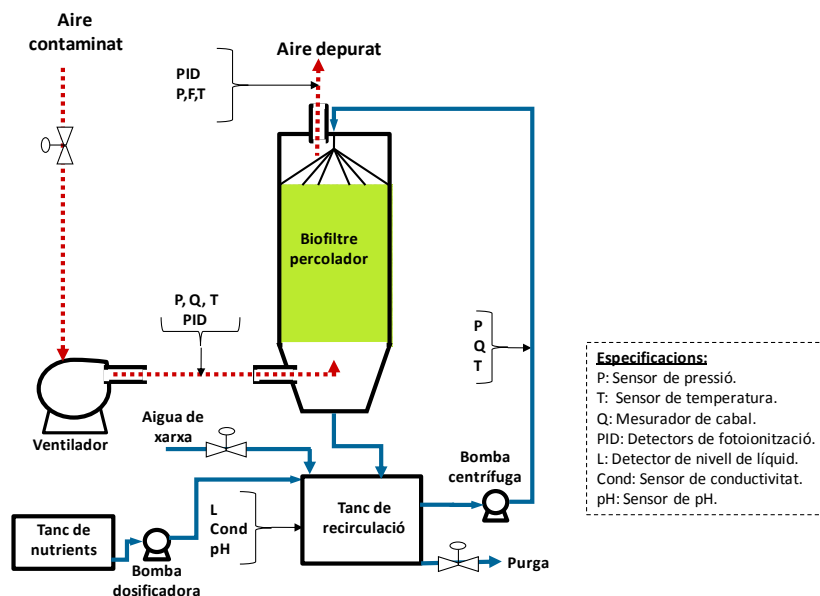 Aire
contaminat
Aire depurat
PID
P,F,T
Biofiltre
percolador
P, Q, T
PID
P
Q
T
Ventilador
Aigua de
xarxa
Bomba
centrífuga
Tanc de
recirculació
L
Cond
pH
Tanc de
nutrients
Bomba
dosificadora
Purga
Especificacions:
P: Sensor de pressió.
T: Sensor de temperatura.
Q: Mesurador de cabal.
PID: Detectors de fotoionització.
L: Detector de nivell de líquid.
Cond: Sensor de conductivitat.
pH: Sensor de pH.